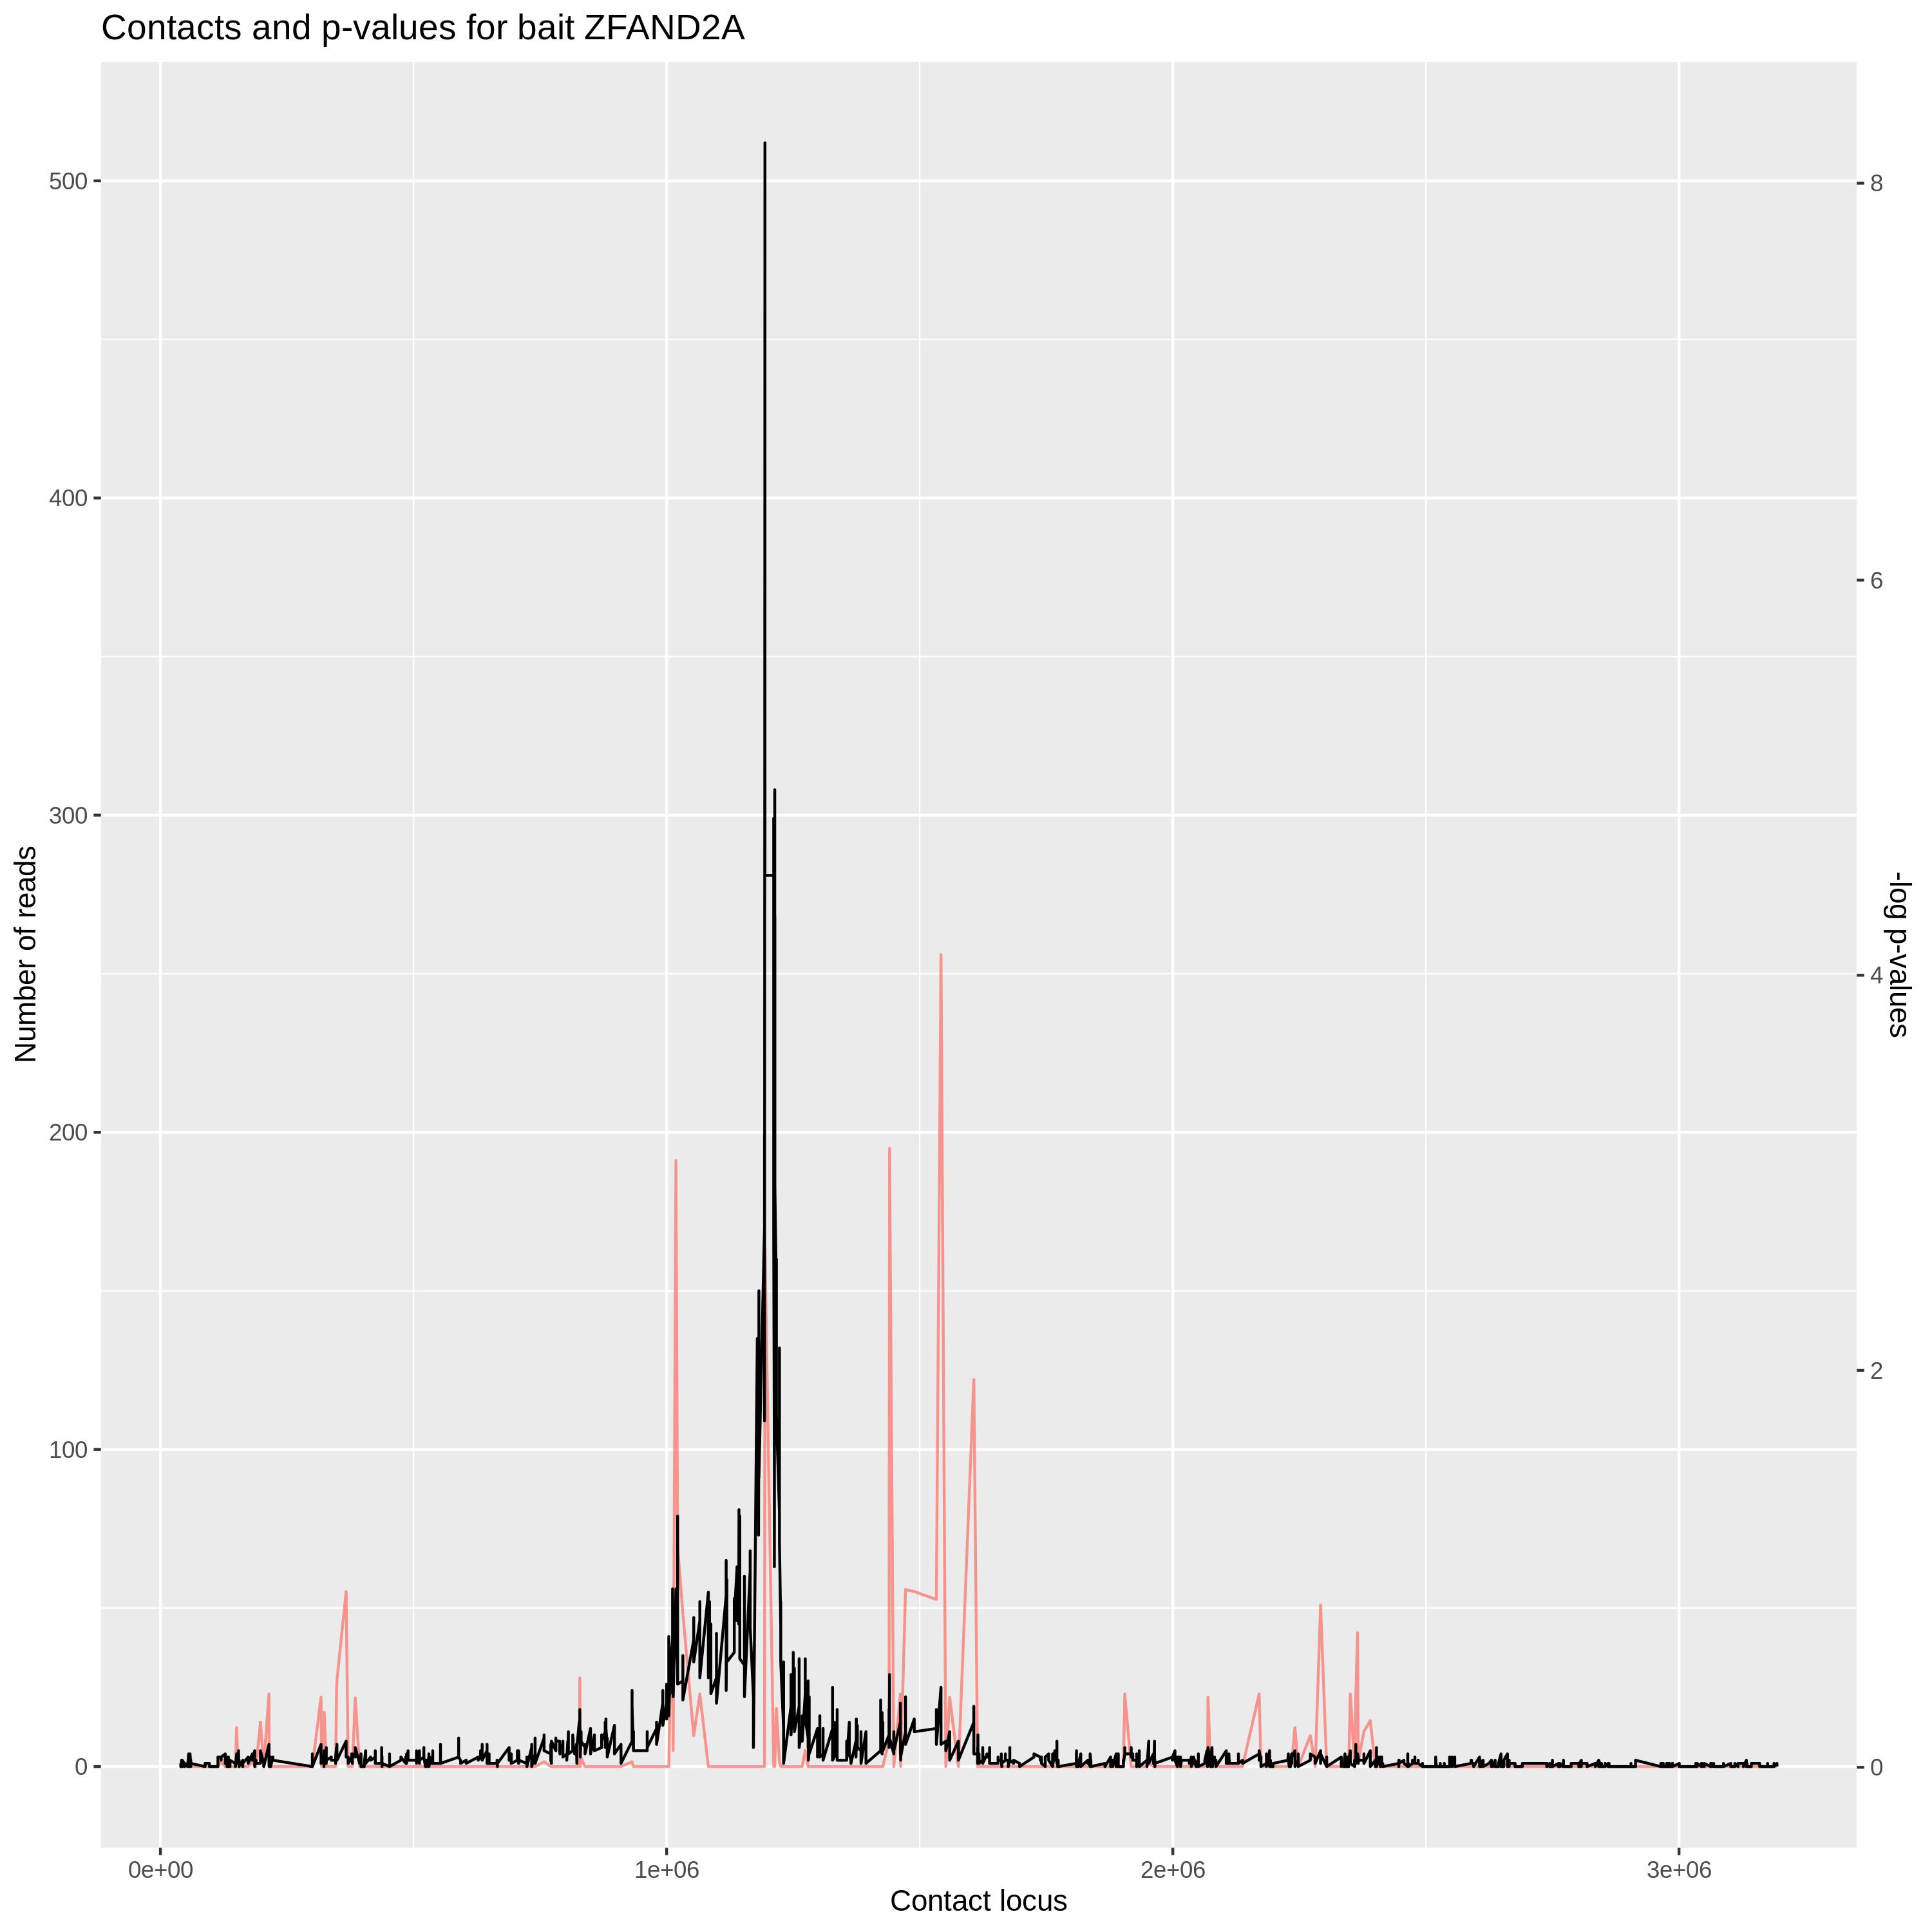 Contacts and p-values for bait ZFAND2A
500
400
300
200
100
0
Number of reads
8
6
4
2
0
-log p-values
0e+00
1e+06
2e+06
3e+06
Contact locus